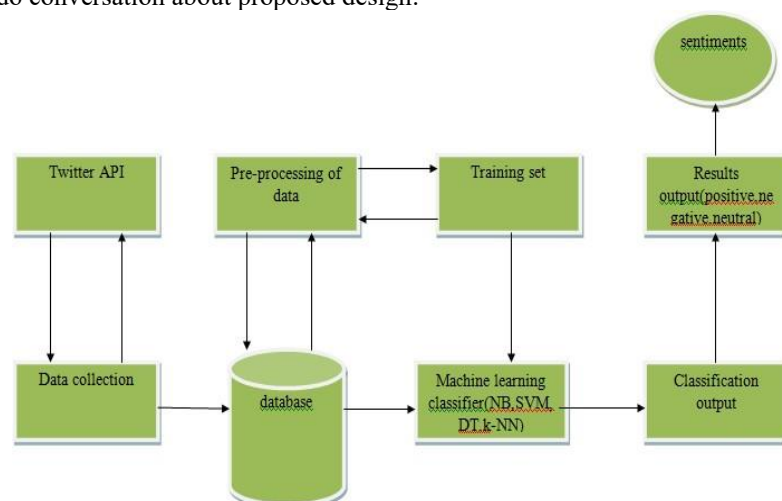 do conversation about proposed design.
sentiments
Twitter API
Pre-processing of
data
Training set
Results
output(positive,ne
gative,neutral)
Data collection
database
Machine learning
classifier(NB,SVM,
DT,k-NN)
Classification
output